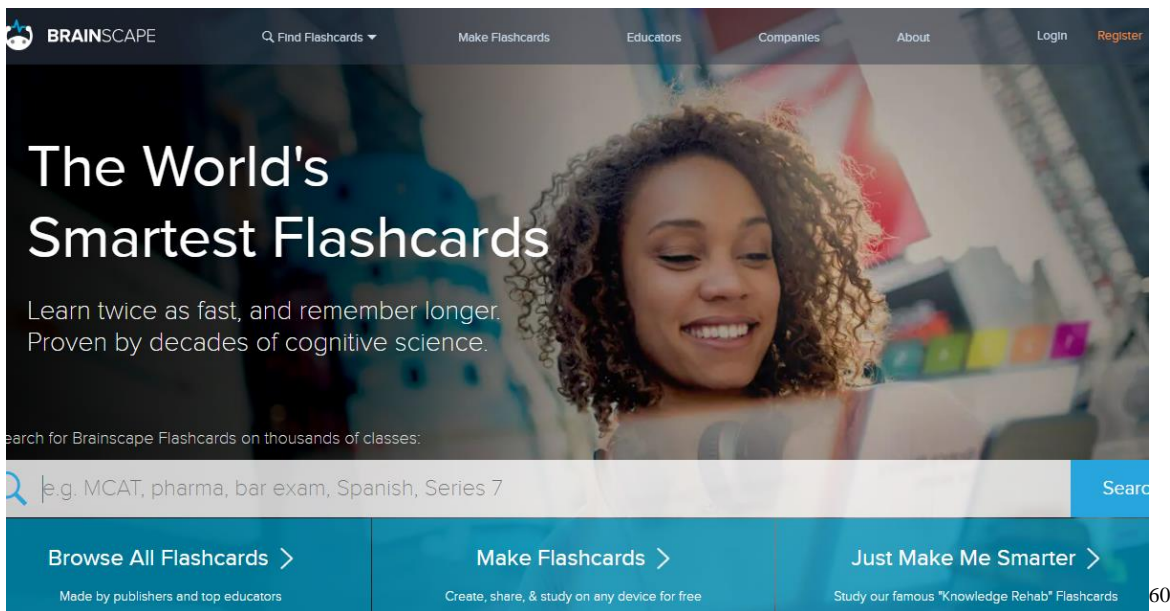 BRAINSCAPE
Find Flashcards
Make Flashcards
Educators
Companies
About
Login
Register
The World's
Smartest Flashcards
Learn twice as fast, and remember longer.
Proven by decades of cognitive science.
earch for Brainscape Flashcards on thousands of classes:
e.g. MCAT, pharma, bar exam, Spanish, Series 7
Searc
Browse All Flashcards
Make Flashcards
Just Make Me Smarter
Made by publishers and top educators
Create, share, & study on any device for free
Study our famous "Knowledge Rehab" Flashcards
60